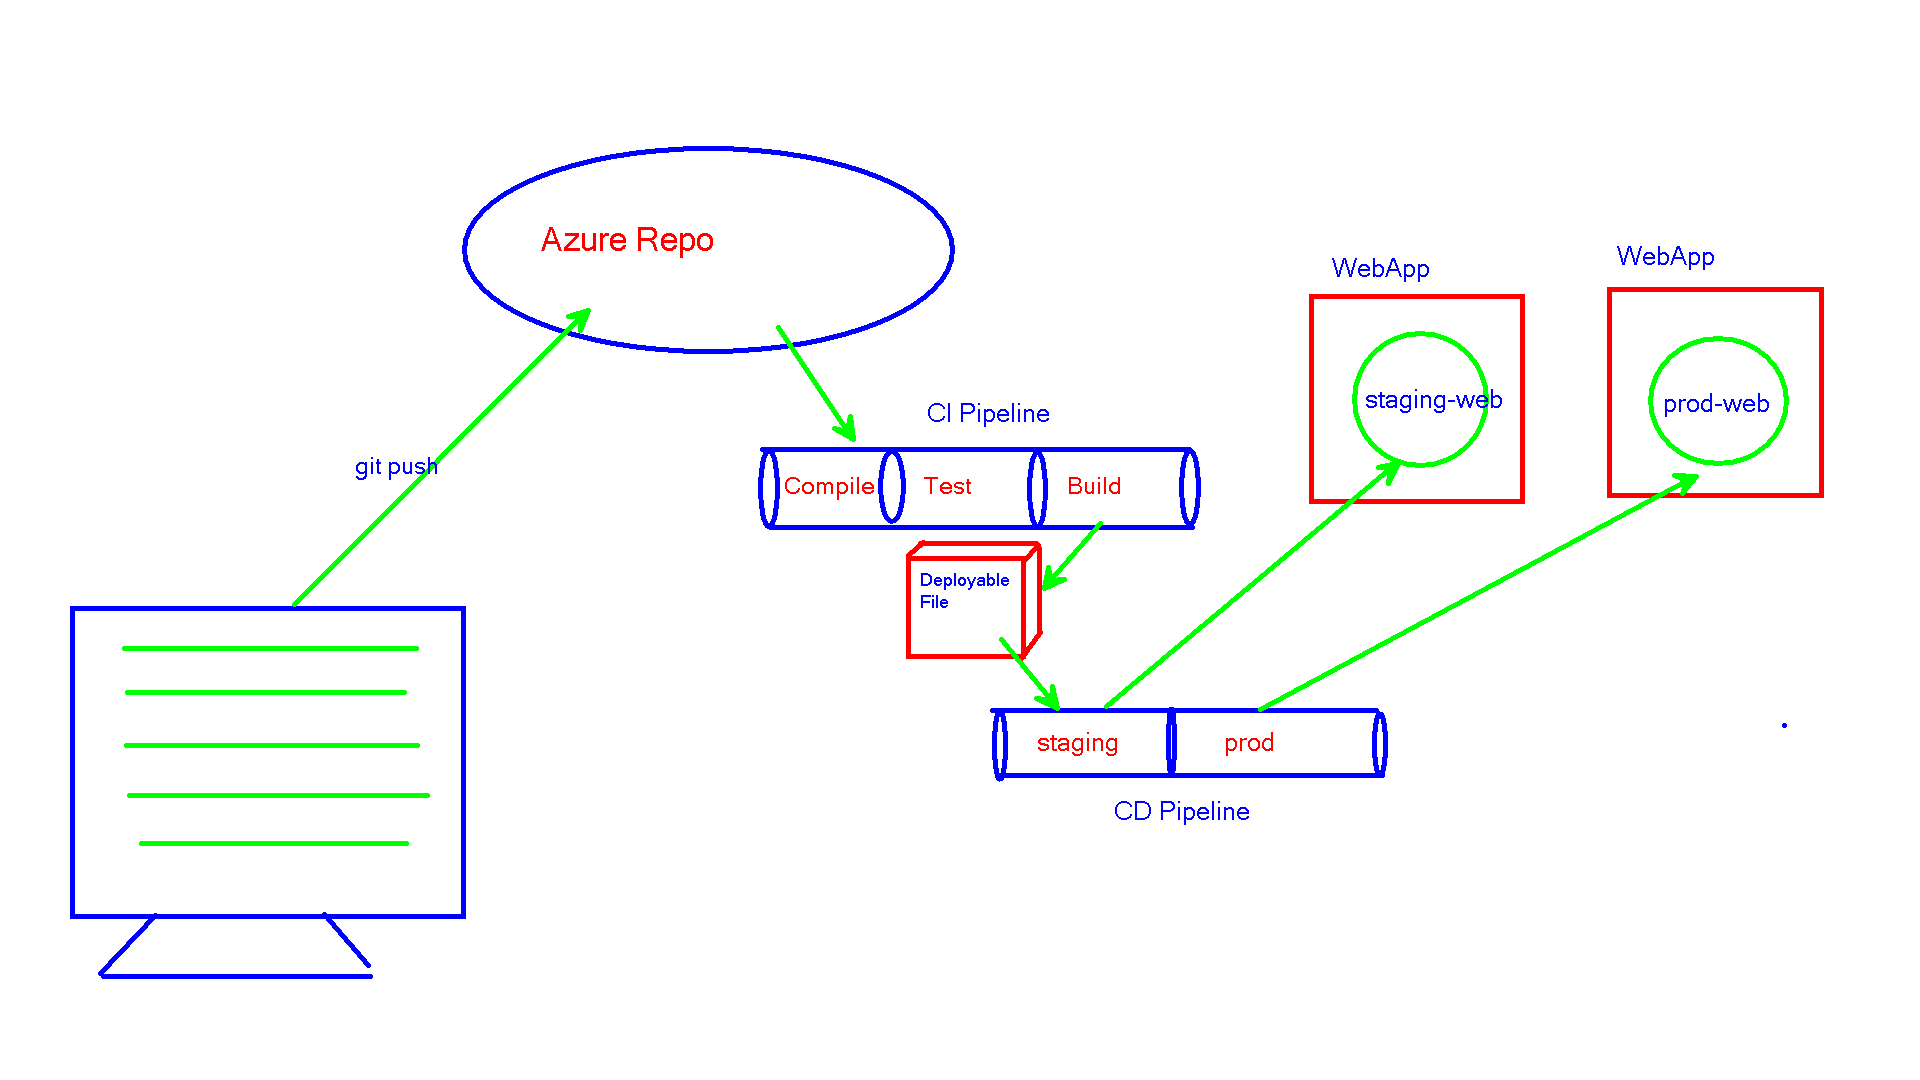 Azure Repo
WebApp
WebApp
staging-web
prod-web
CI Pipeline
git push
Compile
Test
Build
Deployable
File
staging
prod
CD Pipeline